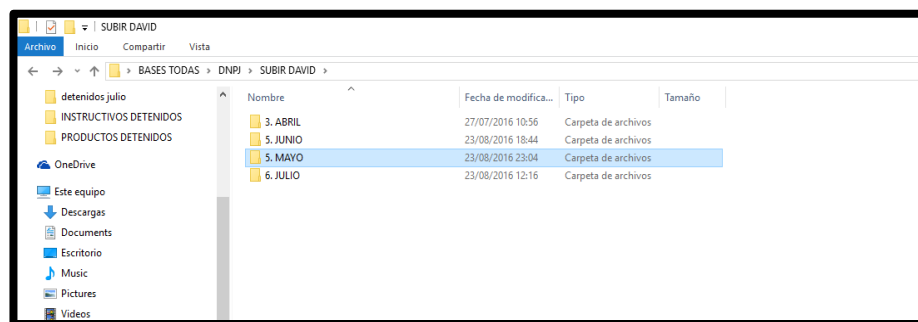 SUBIR DAVID
Archivo Inicio Compartir Vista
BASES TODAS > DNPJ > SUBIR DAVID >
detenidos julio
INSTRUCTIVOS DETENIDOS
PRODUCTOS DETENIDOS
OneDrive
Este equipo
Descargas
Documents
Escritorio
Music
Pictures
Videos
Nombre Fecha de modifica... Tipo Tamaño
3. ABRIL 27/07/2016 10:56 Carpeta de archivos
5. JUNIO 23/08/2016 18:44 Carpeta de archivos
5. MAYO 23/08/2016 23:04 Carpeta de archivos
6. JULIO 23/08/2016 12:16 Carpeta de archivos